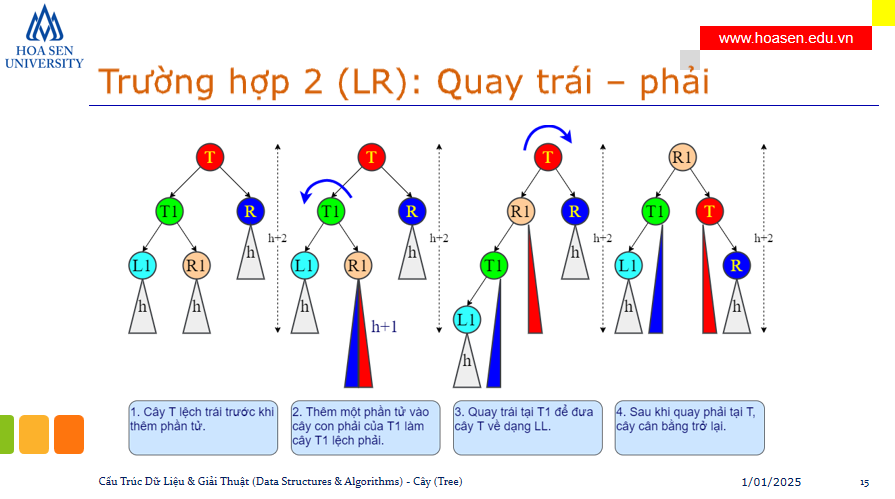 HOA SEN
UNIVERSITY
www.hoasen.edu.vn
Trường hợp 2 (LR): Quay trái – phải
T
T1
R
L1
R1
h
h
h
h+2
T
T1
R
L1
R1
h
h
h+1
h+2
T
R1
R
T1
L1
h
h
h+2
R1
T1
T
L1
R
h
h
h+2
1. Cây T lệch trái trước khi
thêm phần tử.
2. Thêm một phần tử vào
cây con phải của T1 làm
cây T1 lệch phải.
3. Quay trái tại T1 để đưa
cây T về dạng LL.
4. Sau khi quay phải tại T,
cây cân bằng trở lại.
Cấu Trúc Dữ Liệu & Giải Thuật (Data Structures & Algorithms) - Cây (Tree)
1/01/2025
15